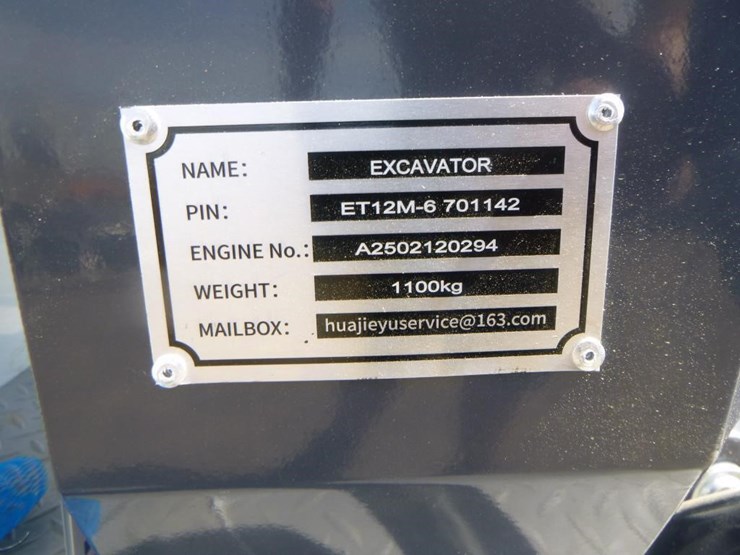 NAME: EXCAVATOR
PIN: ET12M-6 701142
ENGINE No.: A2502120294
WEIGHT: 1100kg
MAILBOX: huajieyuservice@163.com